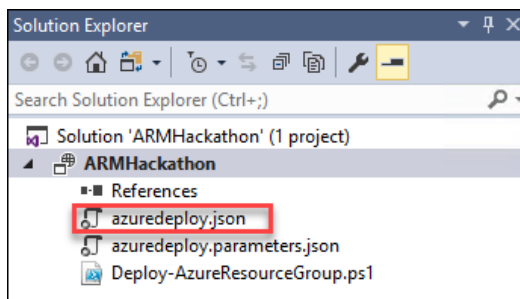 Solution Explorer
Search Solution Explorer (Ctrl+;)
Solution 'ARMHackathon' (1 project)
ARMHackathon
References
azuredeploy.json
azuredeploy.parameters.json
Deploy-AzureResourceGroup.ps1